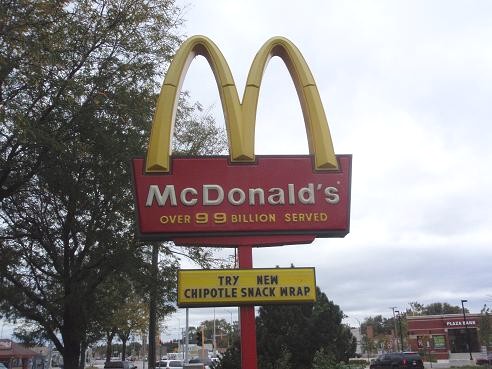 McDonald's
OVER 99 BILLION SERVED
TRY NEW
CHIPOTLE SNACK WRAP
PLAZA BANK